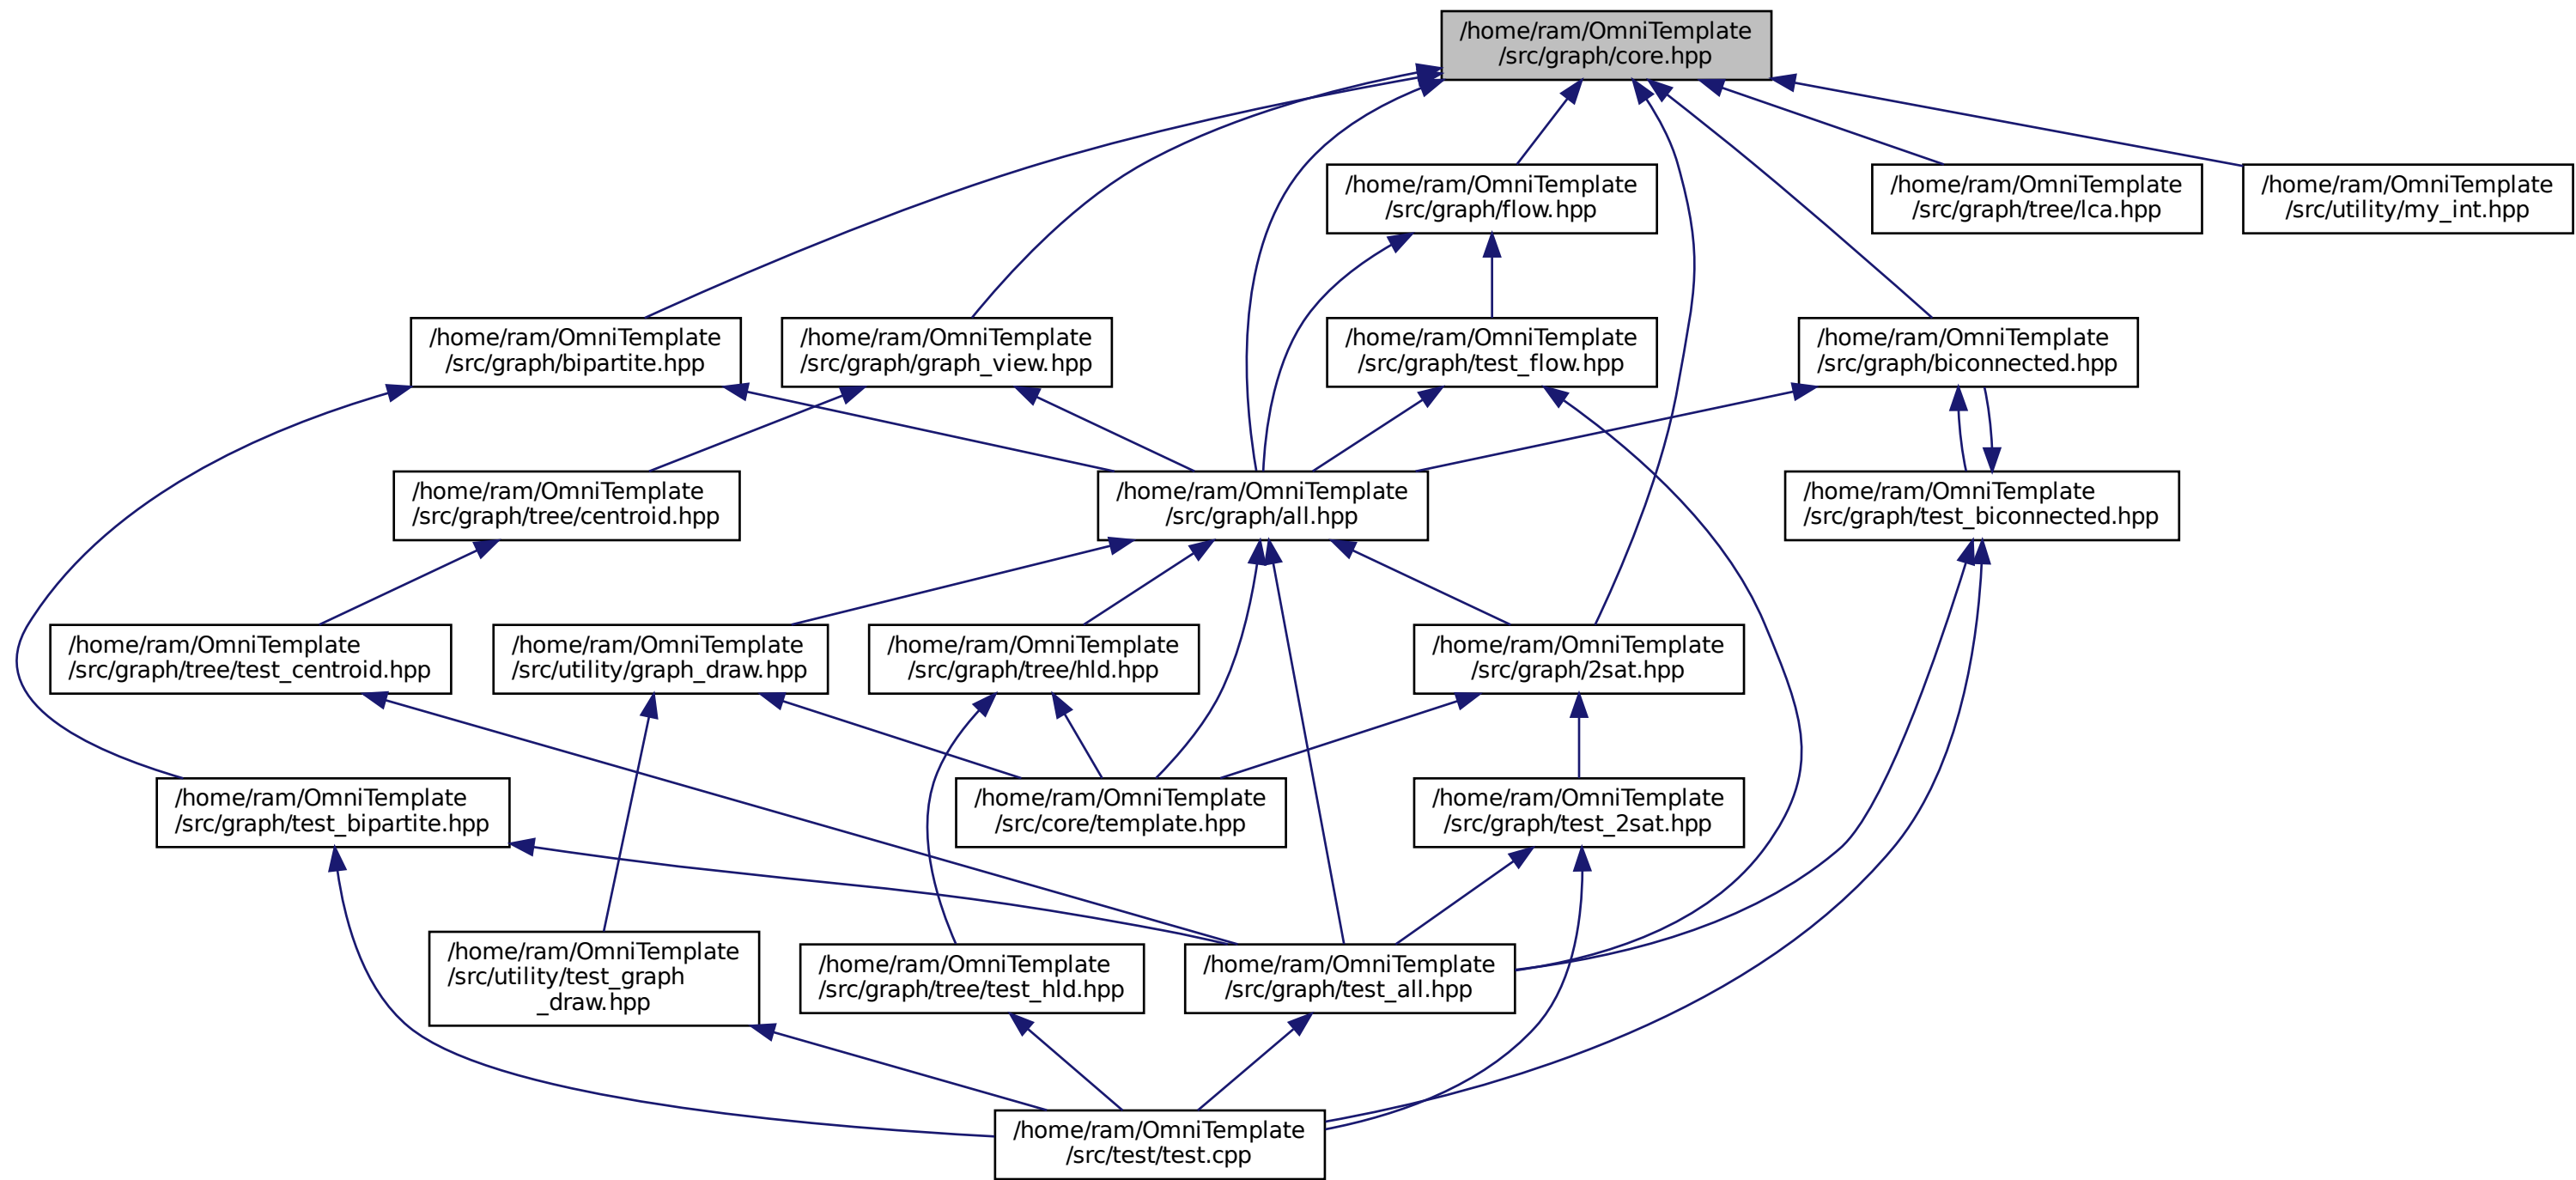 /home/ram/OmniTemplate
/src/graph/core.hpp
/home/ram/OmniTemplate
/src/graph/flow.hpp
/home/ram/OmniTemplate
/src/graph/tree/lca.hpp
/home/ram/OmniTemplate
/src/utility/my_int.hpp
/home/ram/OmniTemplate
/src/graph/bipartite.hpp
/home/ram/OmniTemplate
/src/graph/graph_view.hpp
/home/ram/OmniTemplate
/src/graph/test_flow.hpp
/home/ram/OmniTemplate
/src/graph/biconnected.hpp
/home/ram/OmniTemplate
/src/graph/tree/centroid.hpp
/home/ram/OmniTemplate
/src/graph/all.hpp
/home/ram/OmniTemplate
/src/graph/test_biconnected.hpp
/home/ram/OmniTemplate
/src/graph/tree/test_centroid.hpp
/home/ram/OmniTemplate
/src/utility/graph_draw.hpp
/home/ram/OmniTemplate
/src/graph/tree/hld.hpp
/home/ram/OmniTemplate
/src/graph/2sat.hpp
/home/ram/OmniTemplate
/src/graph/test_bipartite.hpp
/home/ram/OmniTemplate
/src/core/template.hpp
/home/ram/OmniTemplate
/src/graph/test_2sat.hpp
/home/ram/OmniTemplate
/src/utility/test_graph
_draw.hpp
/home/ram/OmniTemplate
/src/graph/tree/test_hld.hpp
/home/ram/OmniTemplate
/src/graph/test_all.hpp
/home/ram/OmniTemplate
/src/test/test.cpp